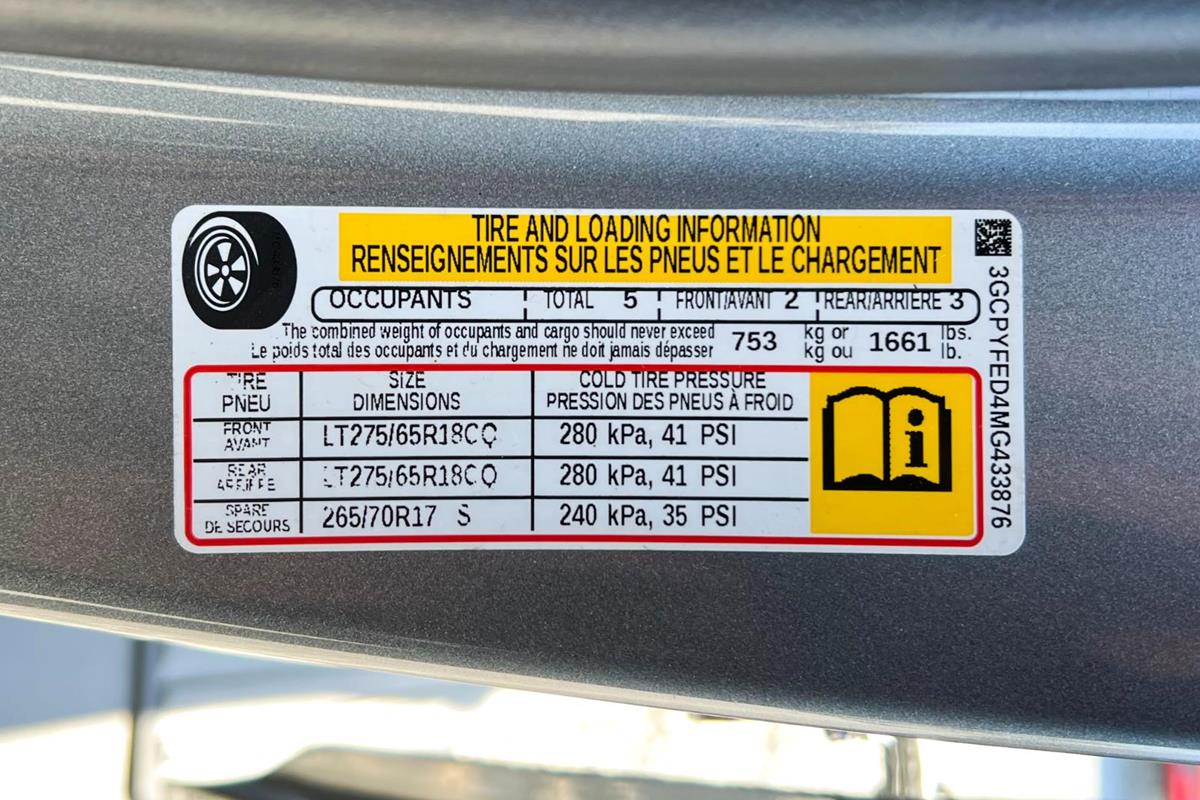 TIRE AND LOADING INFORMATION
RENSEIGNEMENTS SUR LES PNEUS ET LE CHARGEMENT
OCCUPANTS TOTAL 5 FRONT/AVANT 2 REAR/ARRIÈRE 3
The combined weight of occupants and cargo should never exceed 753 kg or 1661 lbs.
Le poids total des occupants et du chargement ne doit jamais dépasser kg ou lb.
TIRE SIZE COLD TIRE PRESSURE
PNEU DIMENSIONS PRESSION DES PNEUS À FROID
FRONT
AVANT LT275/65R18CQ 280 kPa, 41 PSI
REAR
ARRIERE LT275/65R18CQ 280 kPa, 41 PSI
SPARE
DE SECOURS 265/70R17 S 240 kPa, 35 PSI
3GCPYFED4MG433876